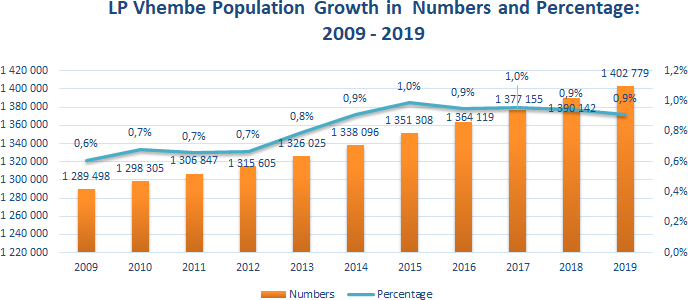 LP Vhembe Population Growth in Numbers and Percentage:
2009 - 2019
1 420 000
1 400 000
1 380 000
1 360 000
1 340 000
1 320 000
1 300 000
1 280 000
1 260 000
1 240 000
1 220 000
0,6%
0,7%
0,7%
0,7%
0,8%
0,9%
1,0%
0,9%
1,0%
0,9%
0,9%
1 289 498
1 298 305
1 306 847
1 315 605
1 326 025
1 338 096
1 351 308
1 364 119
1 377 155
1 390 142
1 402 779
1,2%
1,0%
0,8%
0,6%
0,4%
0,2%
0,0%
2009 2010 2011 2012 2013 2014 2015 2016 2017 2018 2019
Numbers Percentage